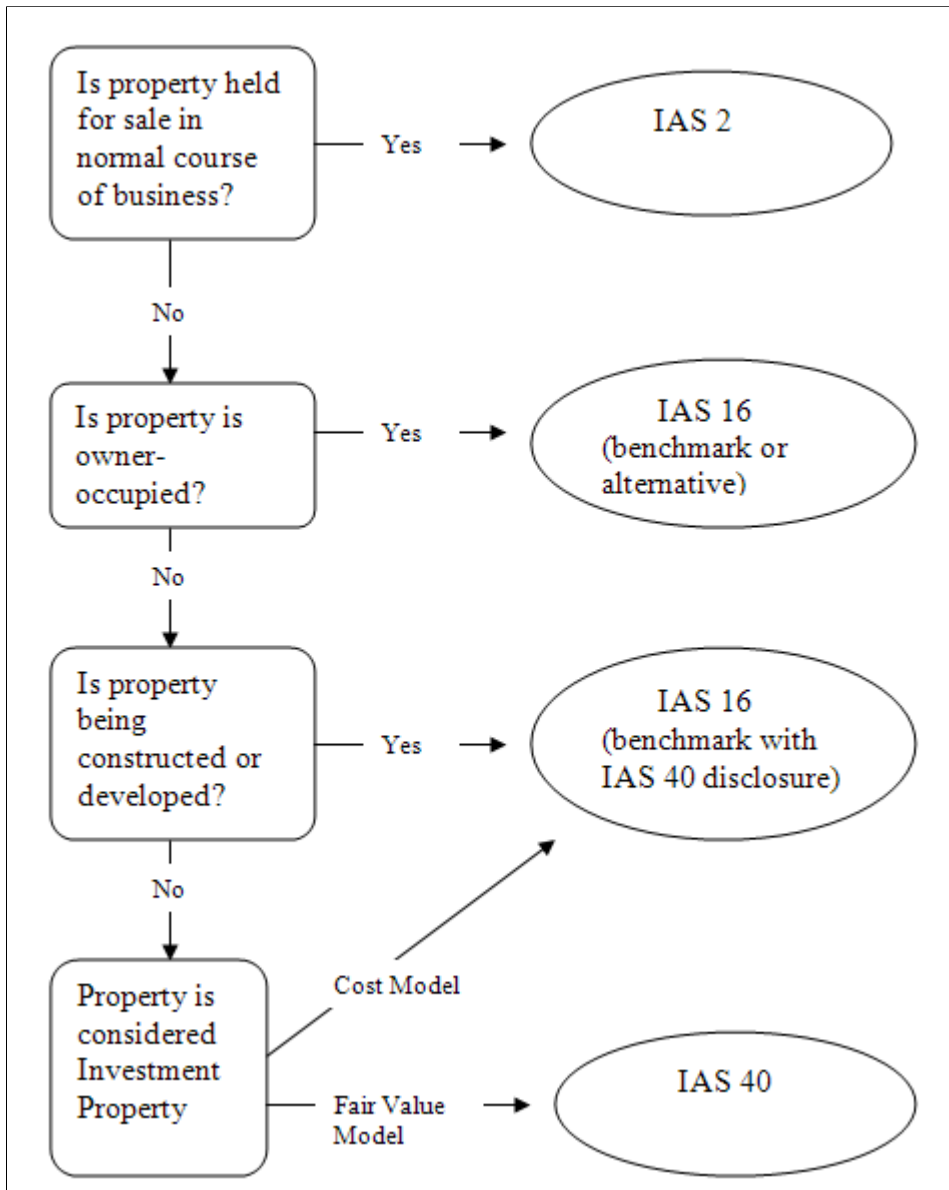 Is property held
for sale in
normal course
of business?
Yes
IAS 2
No
Is property is
owner-
occupied?
Yes
IAS 16
(benchmark or
alternative)
No
Is property
being
constructed or
developed?
Yes
IAS 16
(benchmark with
IAS 40 disclosure)
No
Property is
considered
Investment
Property
Cost Model
Fair Value
Model
IAS 40